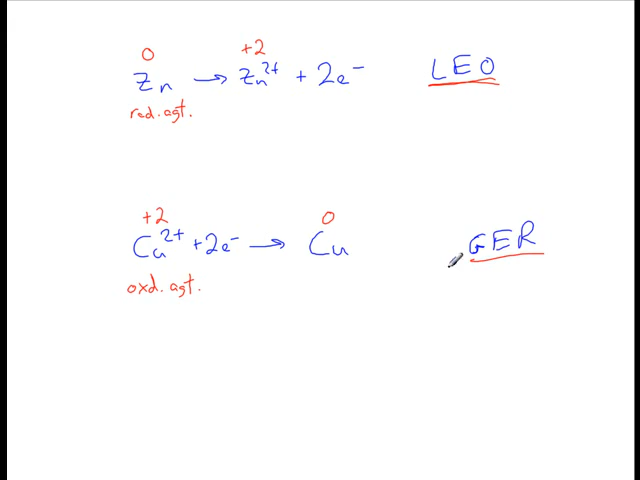 0 +2
Zn → Zn²⁺ + 2e⁻ LEO
red. agt.
+2 0
Cu²⁺ + 2e⁻ → Cu GER
oxd. agt.